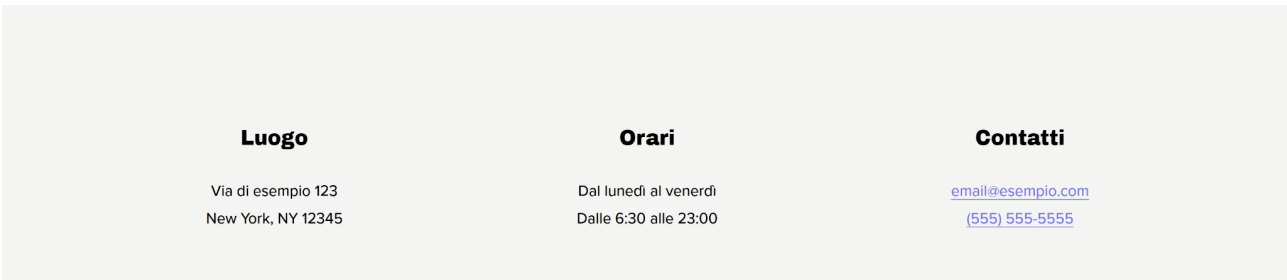 Luogo
Via di esempio 123
New York, NY 12345
Orari
Dal lunedì al venerdì
Dalle 6:30 alle 23:00
Contatti
email@esempio.com
(555) 555-5555